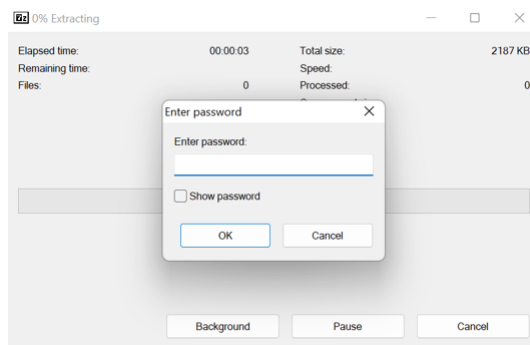 7z 0% Extracting
Elapsed time: 00:00:03 Total size: 2187 KB
Remaining time: Speed:
Files: 0 Processed: 0
Enter password
Enter password:
Show password
OK Cancel
Background Pause Cancel